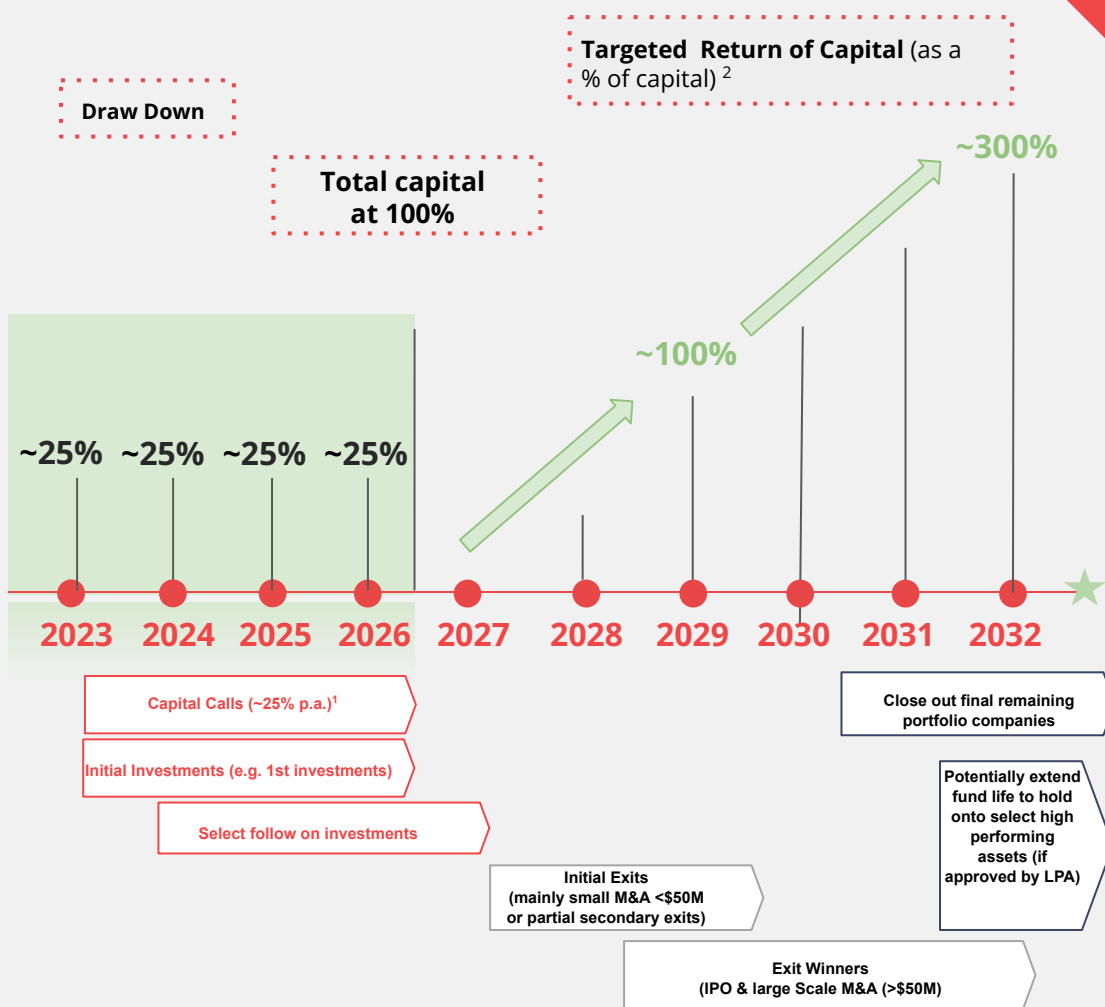 Targeted Return of Capital (as a
% of capital) 2
Draw Down
Total capital
at 100%
~300%
~100%
~25% ~25% ~25% ~25%
2023 2024 2025 2026 2027 2028 2029 2030 2031 2032
Capital Calls (~25% p.a.)1
Initial Investments (e.g. 1st investments)
Select follow on investments
Initial Exits
(mainly small M&A <$50M
or partial secondary exits)
Exit Winners
(IPO & large Scale M&A (>$50M)
Close out final remaining
portfolio companies
Potentially extend
fund life to hold
onto select high
performing
assets (if
approved by LPA)